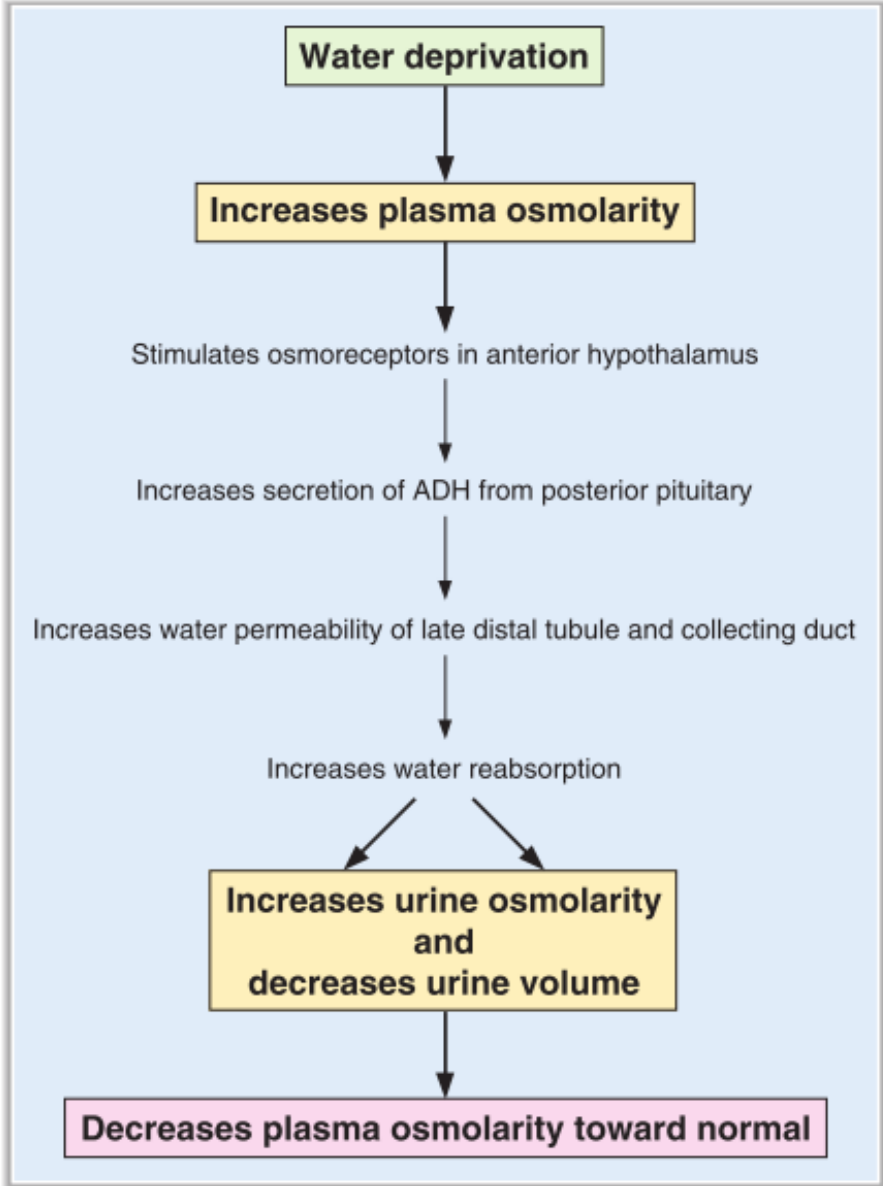 Water deprivation
Increases plasma osmolarity
Stimulates osmoreceptors in anterior hypothalamus
Increases secretion of ADH from posterior pituitary
Increases water permeability of late distal tubule and collecting duct
Increases water reabsorption
Increases urine osmolarity
and
decreases urine volume
Decreases plasma osmolarity toward normal